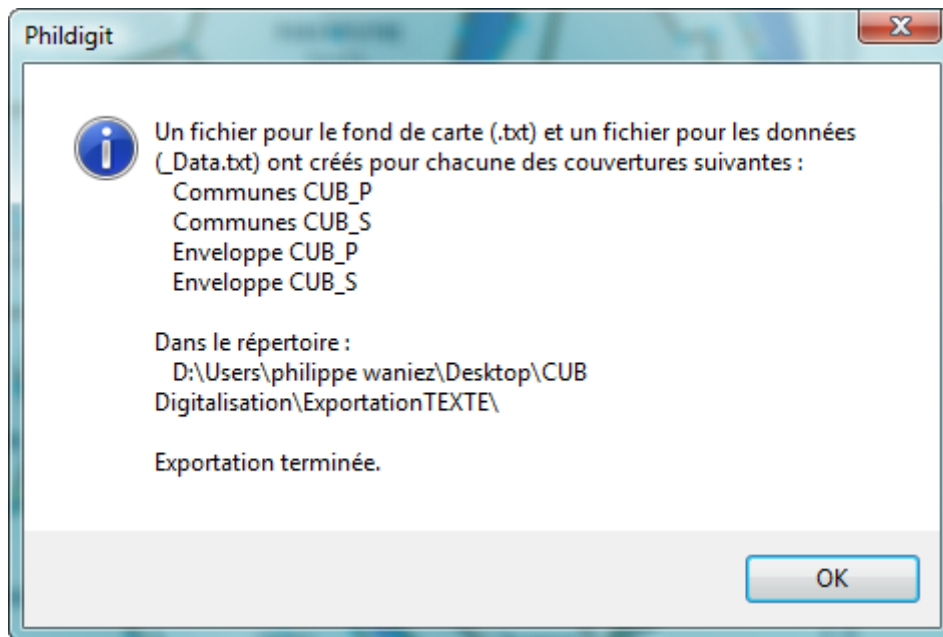 Phildigit
Un fichier pour le fond de carte (.txt) et un fichier pour les données
(_Data.txt) ont créés pour chacune des couvertures suivantes :
Communes CUB_P
Communes CUB_S
Enveloppe CUB_P
Enveloppe CUB_S
Dans le répertoire :
D:\Users\philippe waniez\Desktop\CUB
Digitalisation\ExportationTEXTE\
Exportation terminée.
OK